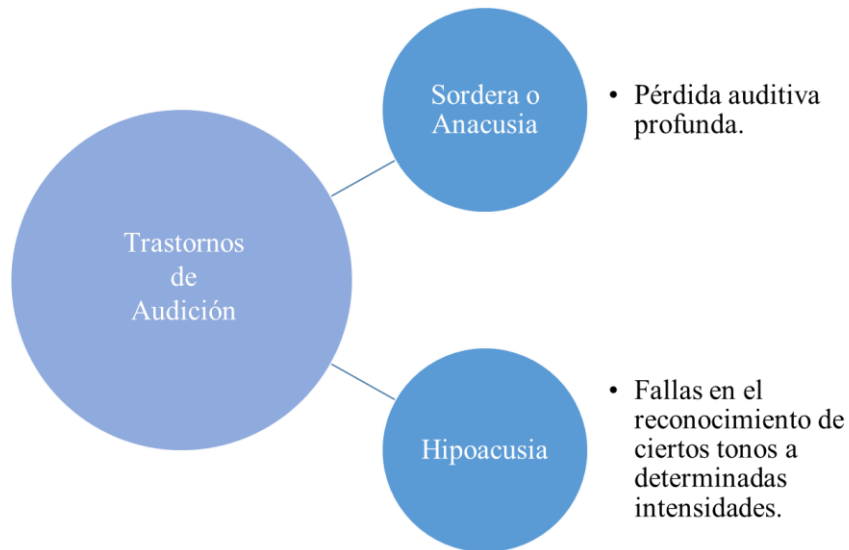 Trastornos
de
Audición
Sordera o
Anacusia
• Pérdida auditiva
profunda.
Hipoacusia
• Fallas en el
reconocimiento de
ciertos tonos a
determinadas
intensidades.